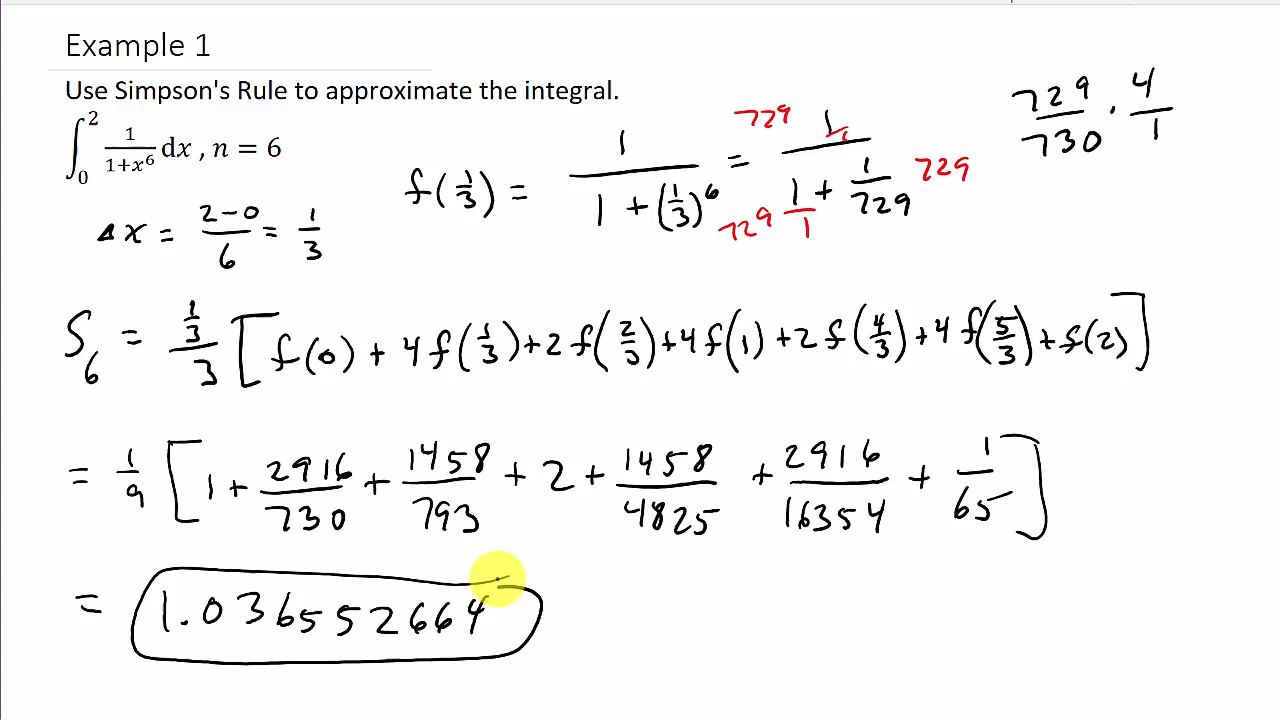 Example 1
Use Simpson's Rule to approximate the integral.
∫₀² 1/(1+x⁶) dx , n = 6
729/730 · 4/1
f(1/3) = 1/(1 + (1/3)⁶) = 729 1/1 / (729 1/1 + 1/729 729)
Δx = (2-0)/6 = 1/3
S₆ = (1/3)/3 [f(0) + 4f(1/3) + 2f(2/3) + 4f(1) + 2f(4/3) + 4f(5/3) + f(2)]
= 1/9 [1 + 2916/730 + 1458/793 + 2 + 1458/4825 + 2916/16354 + 1/65]
= 1.036552664